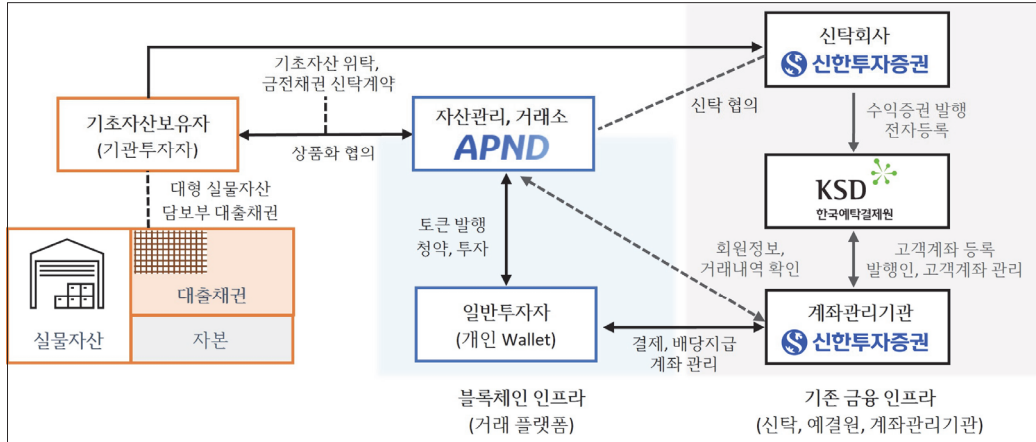 신탁회사
신한투자증권
기초자산 위탁,
금전채권 신탁계약
신탁 협의
기초자산보유자
(기관투자자)
상품화 협의
자산관리, 거래소
APND
수익증권 발행
전자등록
KSD
한국예탁결제원
대형 실물자산
담보부 대출채권
토큰 발행
청약, 투자
회원정보,
거래내역 확인
고객계좌 등록
발행인, 고객계좌 관리
대출채권
실물자산
자본
일반투자자
(개인 Wallet)
결제, 배당지급
계좌 관리
계좌관리기관
신한투자증권
블록체인 인프라
(거래 플랫폼)
기존 금융 인프라
(신탁, 예결원, 계좌관리기관)